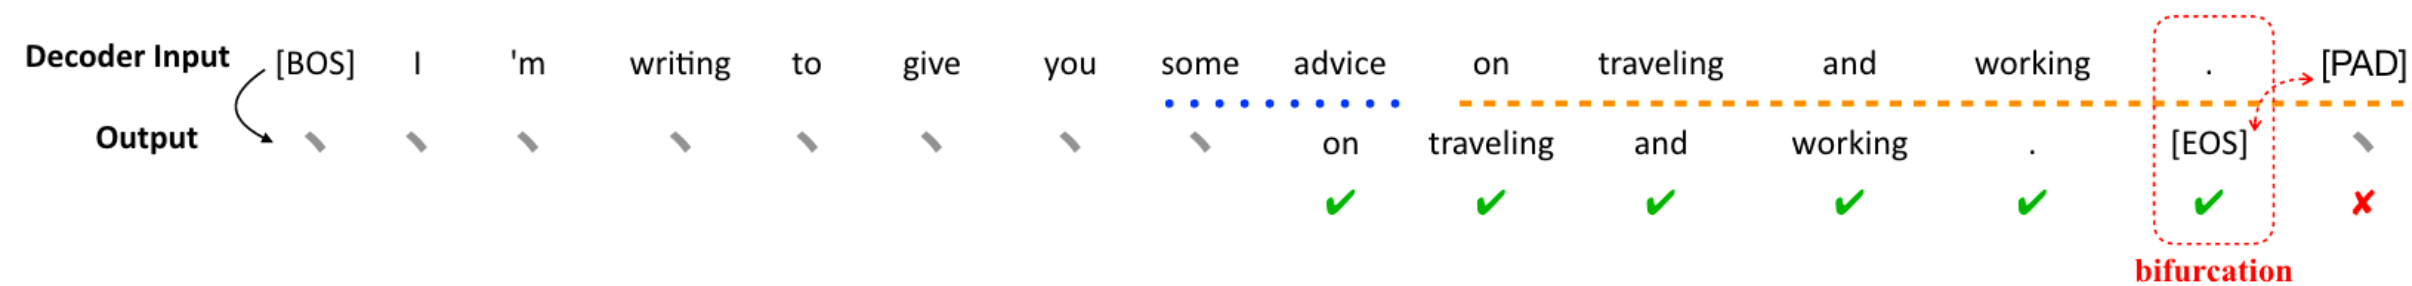 Decoder Input [BOS] I 'm writing to give you some advice on traveling and working . [PAD]
Output on traveling and working . [EOS]
bifurcation